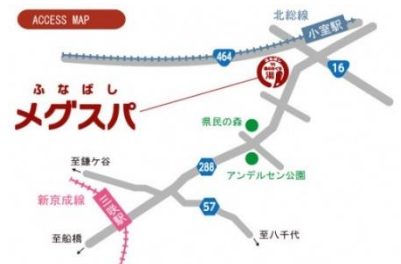 ACCESS MAP
北総線
小室駅
464
湯
16
ふなばし
メグスパ
県民の森
至鎌ケ谷
288
アンデルセン公園
新京成線
三咲駅
57
至船橋
至八千代